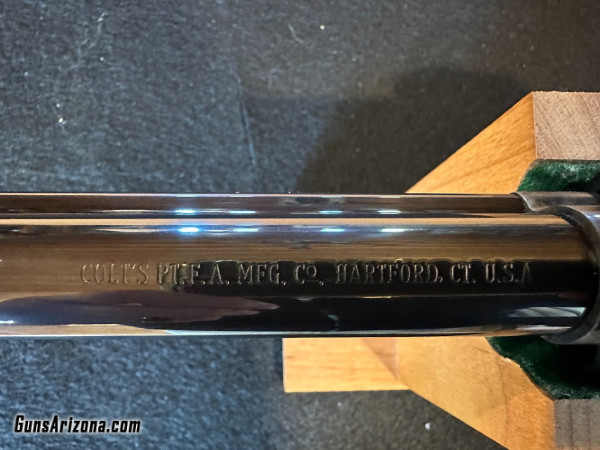 COLT'S PT. F. A. MFG. Co. HARTFORD, CT. U.S.A
GunsArizona.com